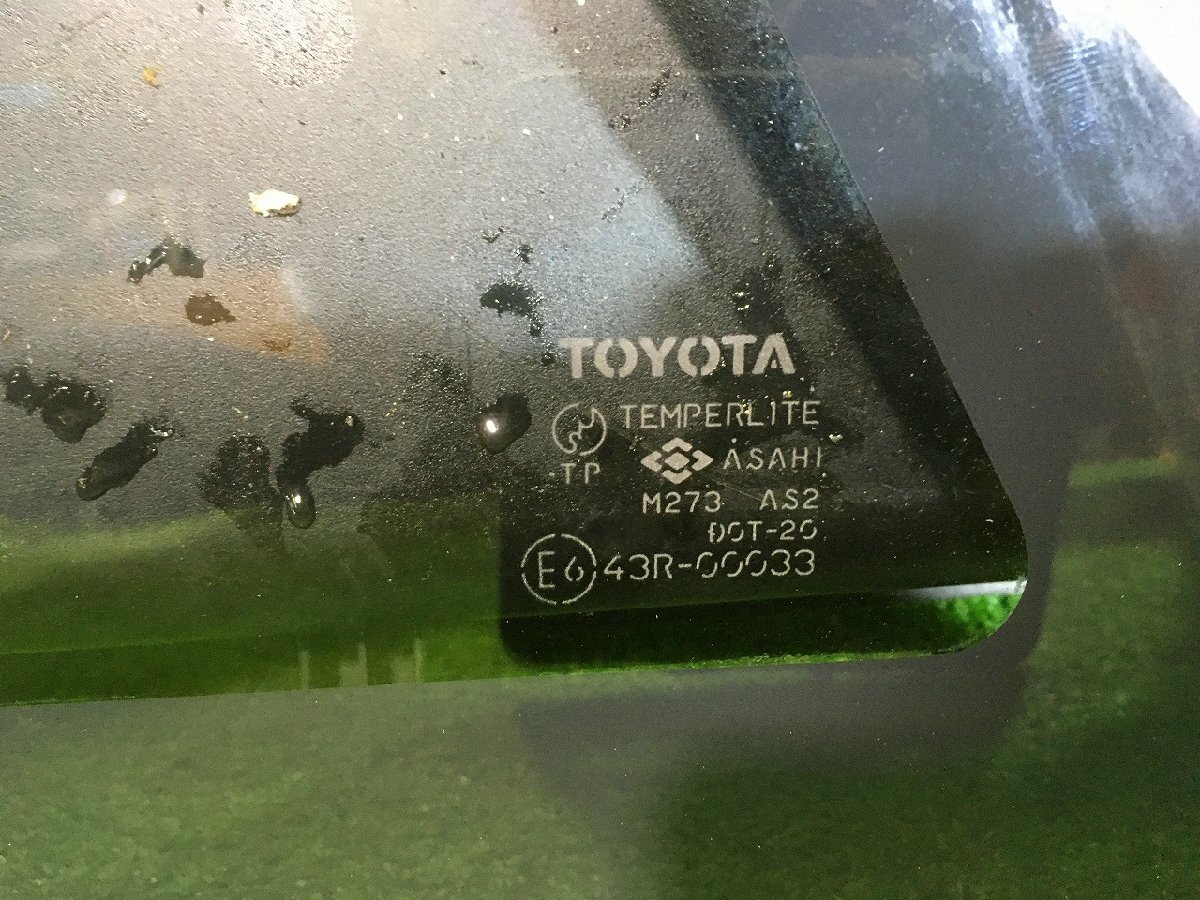 TOYOTA
TEMPERLITE
TP ASAHI
M273 AS2
DOT-20
E6 43R-00033